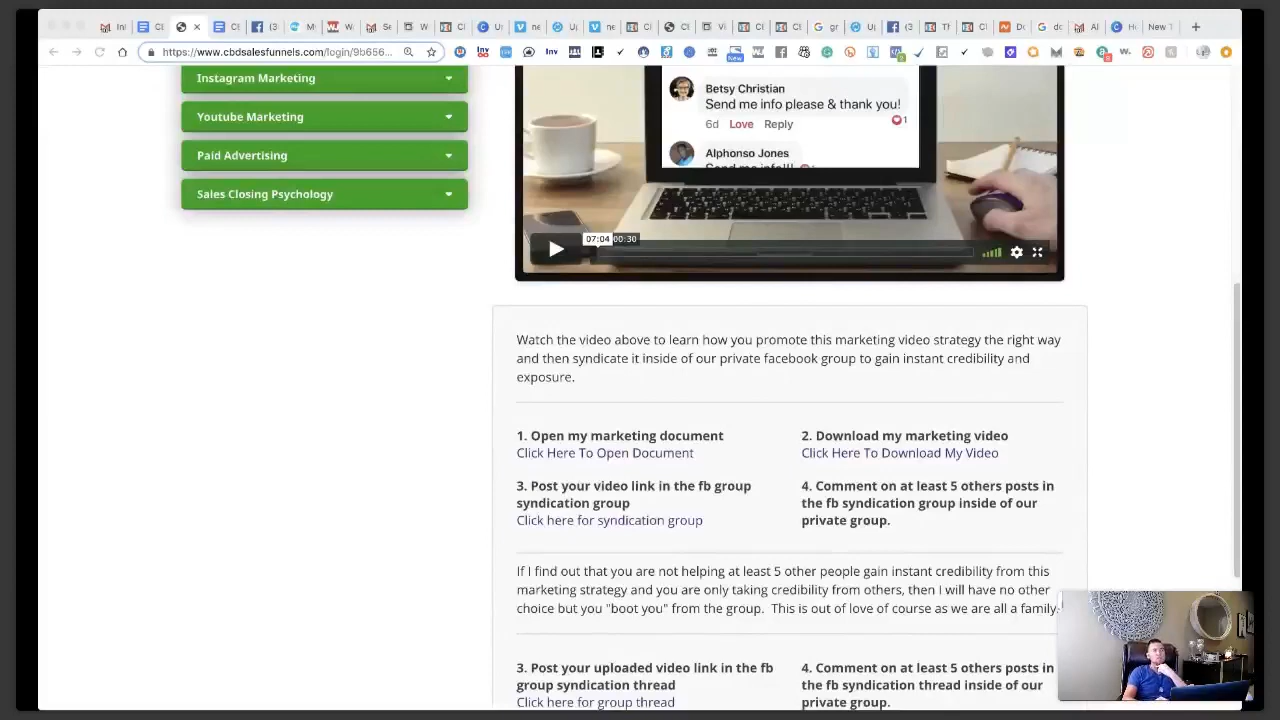 https://www.cbdsalesfunnels.com/login/9b656...
Inv
Inv
New
Instagram Marketing
Youtube Marketing
Paid Advertising
Sales Closing Psychology
Betsy Christian
Send me info please & thank you!
6d Love Reply
1
Alphonso Jones
Send me info!!!
07:04 00:30
Watch the video above to learn how you promote this marketing video strategy the right way
and then syndicate it inside of our private facebook group to gain instant credibility and
exposure.
1. Open my marketing document
Click Here To Open Document
2. Download my marketing video
Click Here To Download My Video
3. Post your video link in the fb group
syndication group
Click here for syndication group
4. Comment on at least 5 others posts in
the fb syndication group inside of our
private group.
If I find out that you are not helping at least 5 other people gain instant credibility from this
marketing strategy and you are only taking credibility from others, then I will have no other
choice but you "boot you" from the group. This is out of love of course as we are all a family.
3. Post your uploaded video link in the fb
group syndication thread
Click here for group thread
4. Comment on at least 5 others posts in
the fb syndication thread inside of our
private group.